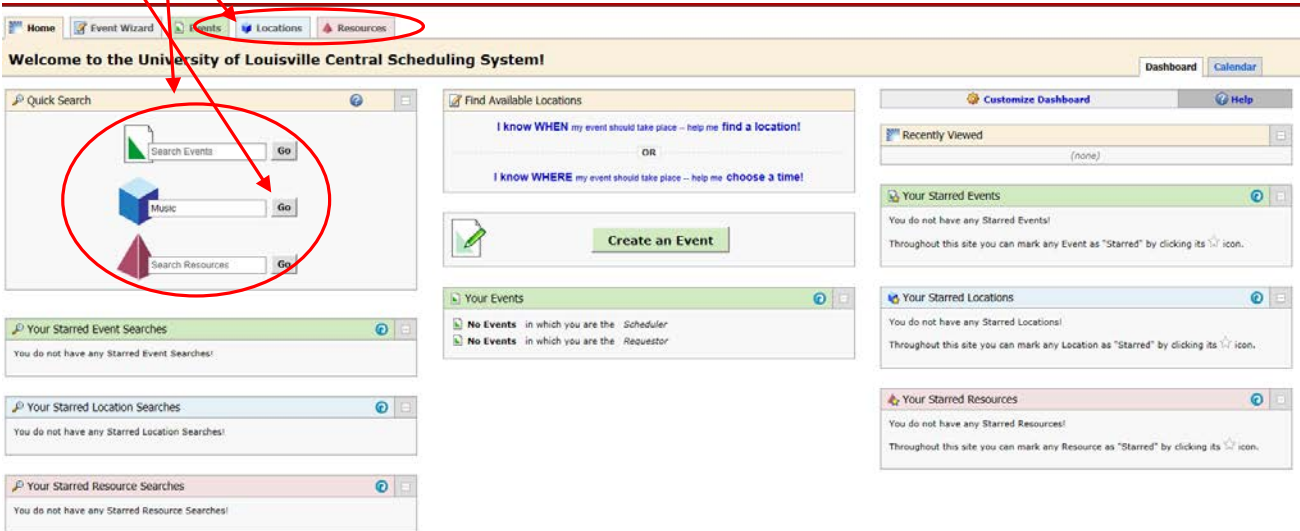 Home Event Wizard Events Locations Resources
Welcome to the University of Louisville Central Scheduling System!
Dashboard Calendar
Quick Search
Search Events Go
Music Go
Search Resources Go
Your Starred Event Searches
You do not have any Starred Event Searches!
Your Starred Location Searches
You do not have any Starred Location Searches!
Your Starred Resource Searches
You do not have any Starred Resource Searches!
Find Available Locations
I know WHEN my event should take place -- help me find a location!
OR
I know WHERE my event should take place -- help me choose a time!
Create an Event
Your Events
No Events in which you are the Scheduler
No Events in which you are the Requestor
Customize Dashboard Help
Recently Viewed
(none)
Your Starred Events
You do not have any Starred Events!
Throughout this site you can mark any Event as "Starred" by clicking its icon.
Your Starred Locations
You do not have any Starred Locations!
Throughout this site you can mark any Location as "Starred" by clicking its icon.
Your Starred Resources
You do not have any Starred Resources!
Throughout this site you can mark any Resource as "Starred" by clicking its icon.